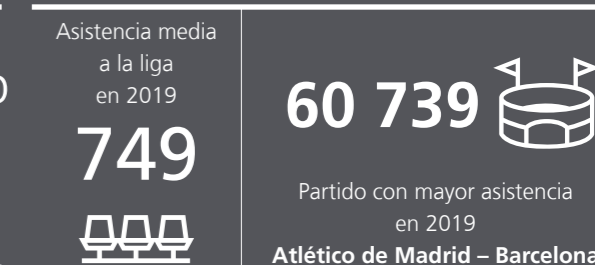 Asistencia media
a la liga
en 2019
749
60 739
Partido con mayor asistencia
en 2019
Atlético de Madrid – Barcelona